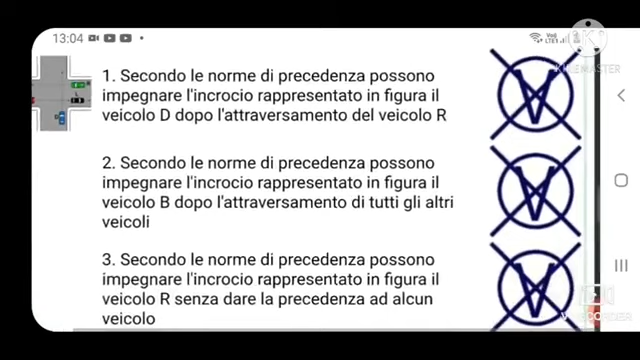 13:04
KINEMASTER
1. Secondo le norme di precedenza possono
impegnare l'incrocio rappresentato in figura il
veicolo D dopo l'attraversamento del veicolo R
V
2. Secondo le norme di precedenza possono
impegnare l'incrocio rappresentato in figura il
veicolo B dopo l'attraversamento di tutti gli altri
veicoli
V
3. Secondo le norme di precedenza possono
impegnare l'incrocio rappresentato in figura il
veicolo R senza dare la precedenza ad alcun
veicolo
V